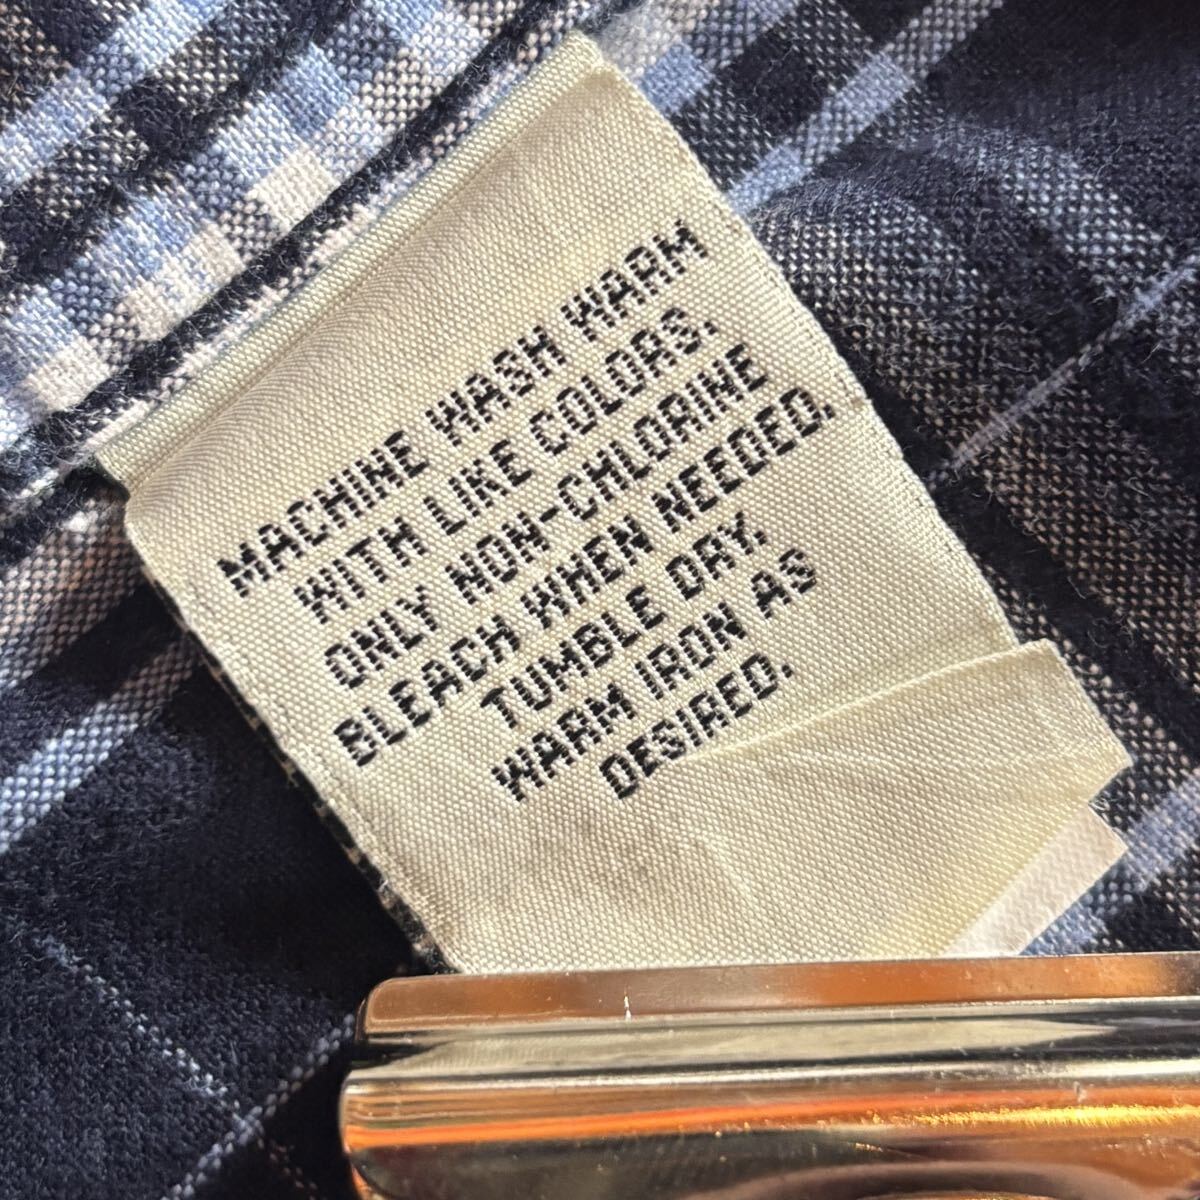 MACHINE WASH WARM
WITH LIKE COLORS.
ONLY NON-CHLORINE
BLEACH WHEN NEEDED.
TUMBLE DRY.
WARM IRON AS
DESIRED.